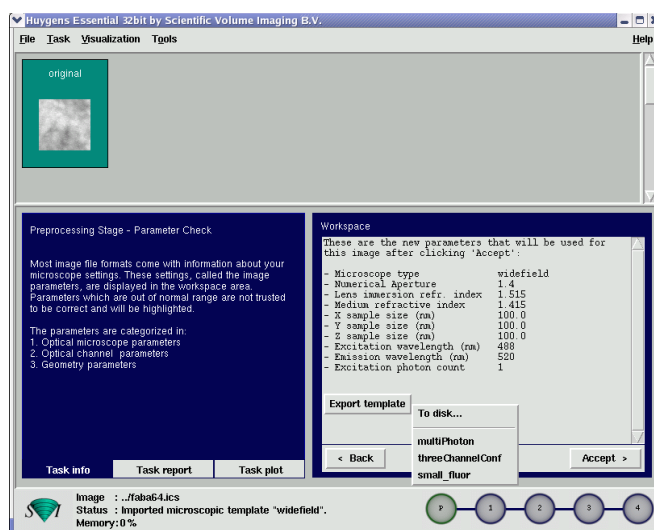 Huygens Essential 32bit by Scientific Volume Imaging B.V.
File Task Visualization Tools Help
original
Preprocessing Stage - Parameter Check
Most image file formats come with information about your
microscope settings. These settings, called the image
parameters, are displayed in the workspace area.
Parameters which are out of normal range are not trusted
to be correct and will be highlighted.
The parameters are categorized in:
1. Optical microscope parameters
2. Optical channel parameters
3. Geometry parameters
Task info Task report Task plot
Workspace
These are the new parameters that will be used for
this image after clicking 'Accept':
- Microscope type widefield
- Numerical Aperture 1.4
- Lens immersion refr. index 1.515
- Medium refractive index 1.415
- X sample size (nm) 100.0
- Y sample size (nm) 100.0
- Z sample size (nm) 100.0
- Excitation wavelength (nm) 488
- Emission wavelength (nm) 520
- Excitation photon count 1
Export template
To disk...
multiPhoton
threeChannelConf
small_fluor
< Back Accept >
SVI
Image : ../faba64.ics
Status : Imported microscopic template "widefield".
Memory: 0 %
P 1 2 3 4